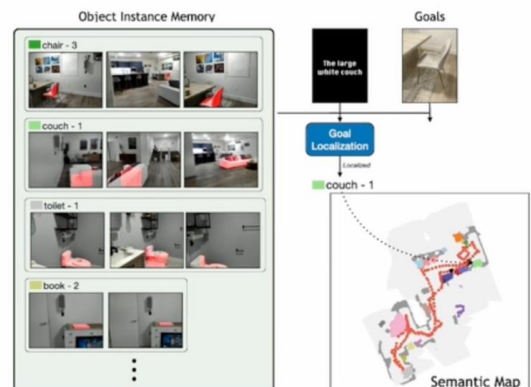 Object Instance Memory
Goals
chair - 3
The large
white couch
couch - 1
Goal
Localization
Localized
couch - 1
toilet - 1
book - 2
Semantic Map